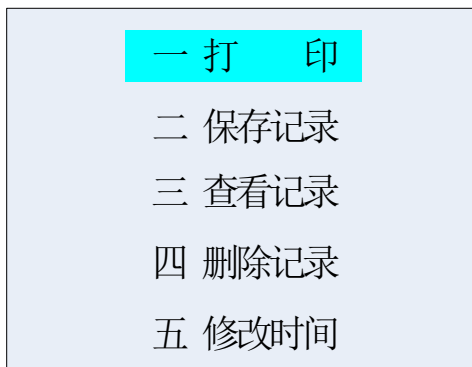 一 打 印
二 保存记录
三 查看记录
四 删除记录
五 修改时间